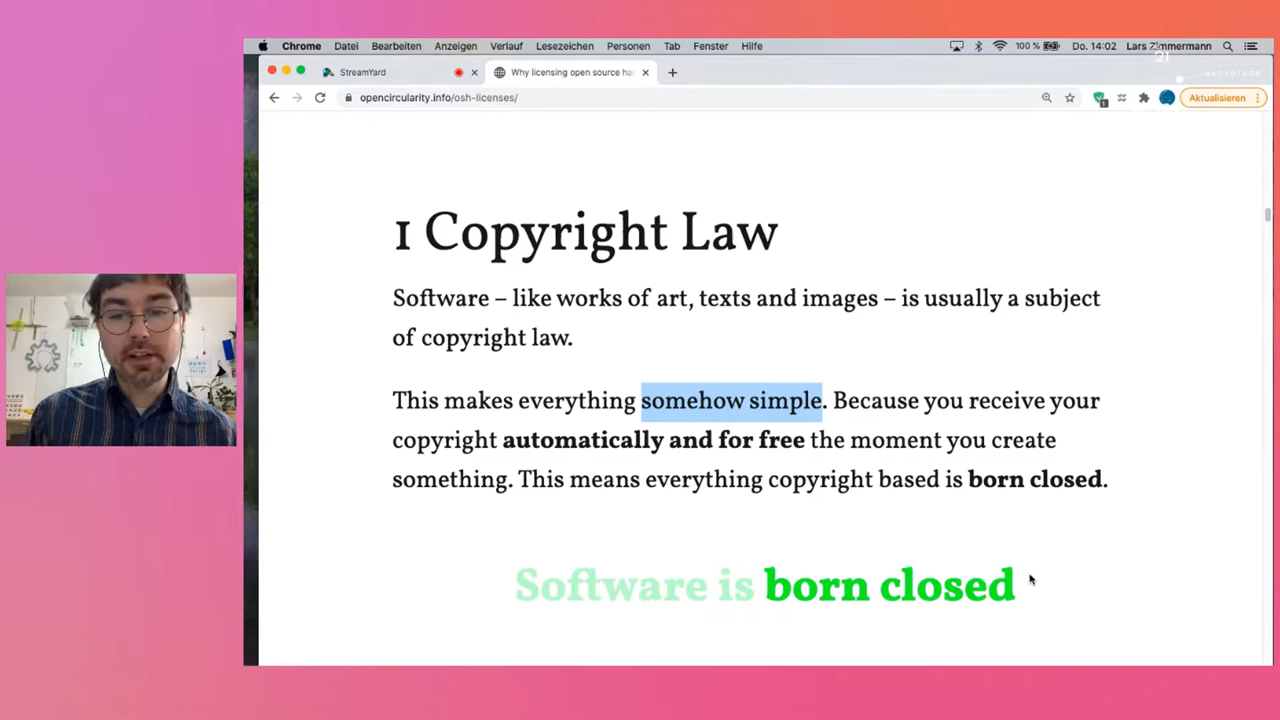 Chrome Datei Bearbeiten Anzeigen Verlauf Lesezeichen Personen Tab Fenster Hilfe 100 % Do. 14:02 Lars Zimmermann
21
BACKSTAGE
StreamYard Why licensing open source har
opencircularity.info/osh-licenses/ Aktualisieren
1 Copyright Law
Software – like works of art, texts and images – is usually a subject
of copyright law.
This makes everything somehow simple. Because you receive your
copyright automatically and for free the moment you create
something. This means everything copyright based is born closed.
Software is born closed